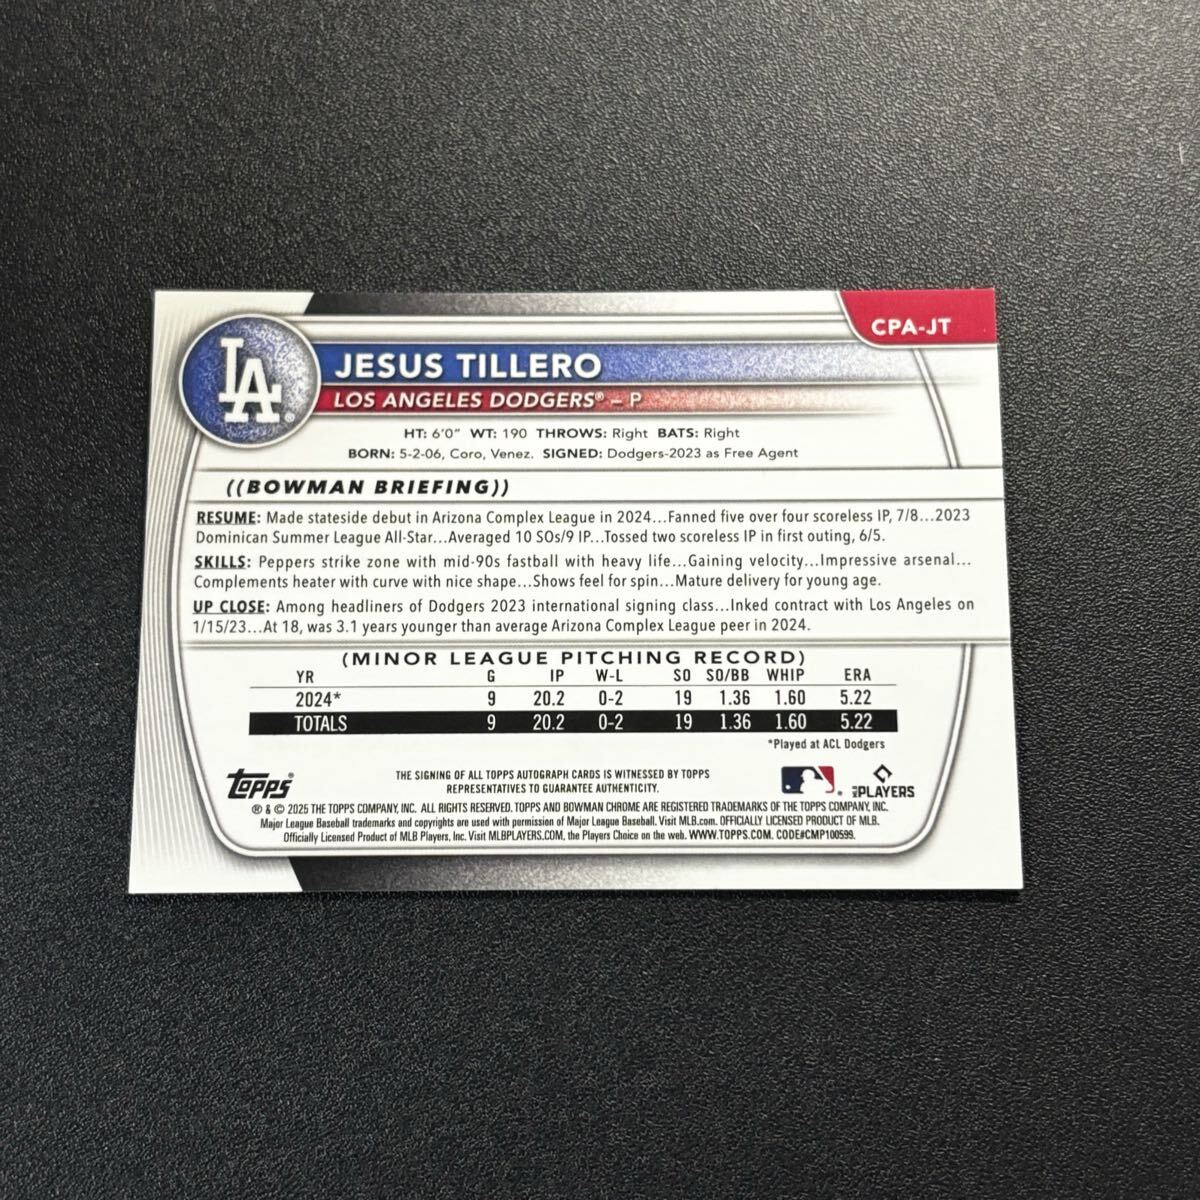 CPA-JT
LA
JESUS TILLERO
LOS ANGELES DODGERS® – P
HT: 6'0" WT: 190 THROWS: Right BATS: Right
BORN: 5-2-06, Coro, Venez. SIGNED: Dodgers-2023 as Free Agent
((BOWMAN BRIEFING))
RESUME: Made stateside debut in Arizona Complex League in 2024...Fanned five over four scoreless IP, 7/8...2023
Dominican Summer League All-Star...Averaged 10 SOs/9 IP...Tossed two scoreless IP in first outing, 6/5.
SKILLS: Peppers strike zone with mid-90s fastball with heavy life...Gaining velocity...Impressive arsenal...
Complements heater with curve with nice shape...Shows feel for spin...Mature delivery for young age.
UP CLOSE: Among headliners of Dodgers 2023 international signing class...Inked contract with Los Angeles on
1/15/23...At 18, was 3.1 years younger than average Arizona Complex League peer in 2024.
(MINOR LEAGUE PITCHING RECORD)
YR G IP W-L SO SO/BB WHIP ERA
2024* 9 20.2 0-2 19 1.36 1.60 5.22
TOTALS 9 20.2 0-2 19 1.36 1.60 5.22
*Played at ACL Dodgers
Topps®
THE SIGNING OF ALL TOPPS AUTOGRAPH CARDS IS WITNESSED BY TOPPS
REPRESENTATIVES TO GUARANTEE AUTHENTICITY.
MLB PLAYERS
® & © 2025 THE TOPPS COMPANY, INC. ALL RIGHTS RESERVED. TOPPS AND BOWMAN CHROME ARE REGISTERED TRADEMARKS OF THE TOPPS COMPANY, INC.
Major League Baseball trademarks and copyrights are used with permission of Major League Baseball. Visit MLB.com. OFFICIALLY LICENSED PRODUCT OF MLB.
Officially Licensed Product of MLB Players, Inc. Visit MLBPLAYERS.COM, the Players Choice on the web. WWW.TOPPS.COM. CODE#CMP100599.